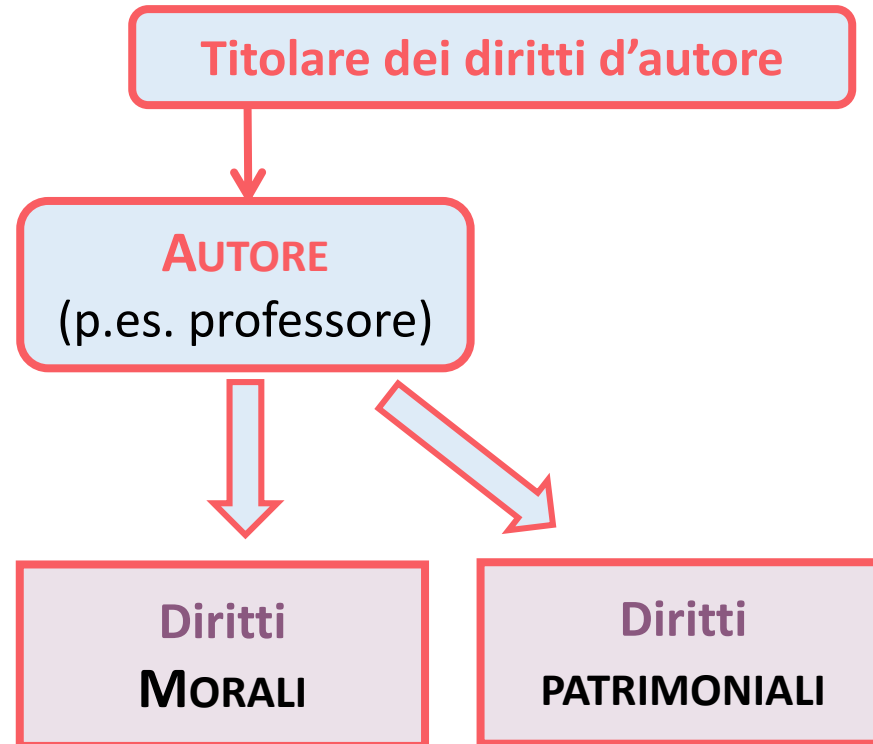 Titolare dei diritti d’autore
AUTORE
(p.es. professore)
Diritti
MORALI
Diritti
PATRIMONIALI